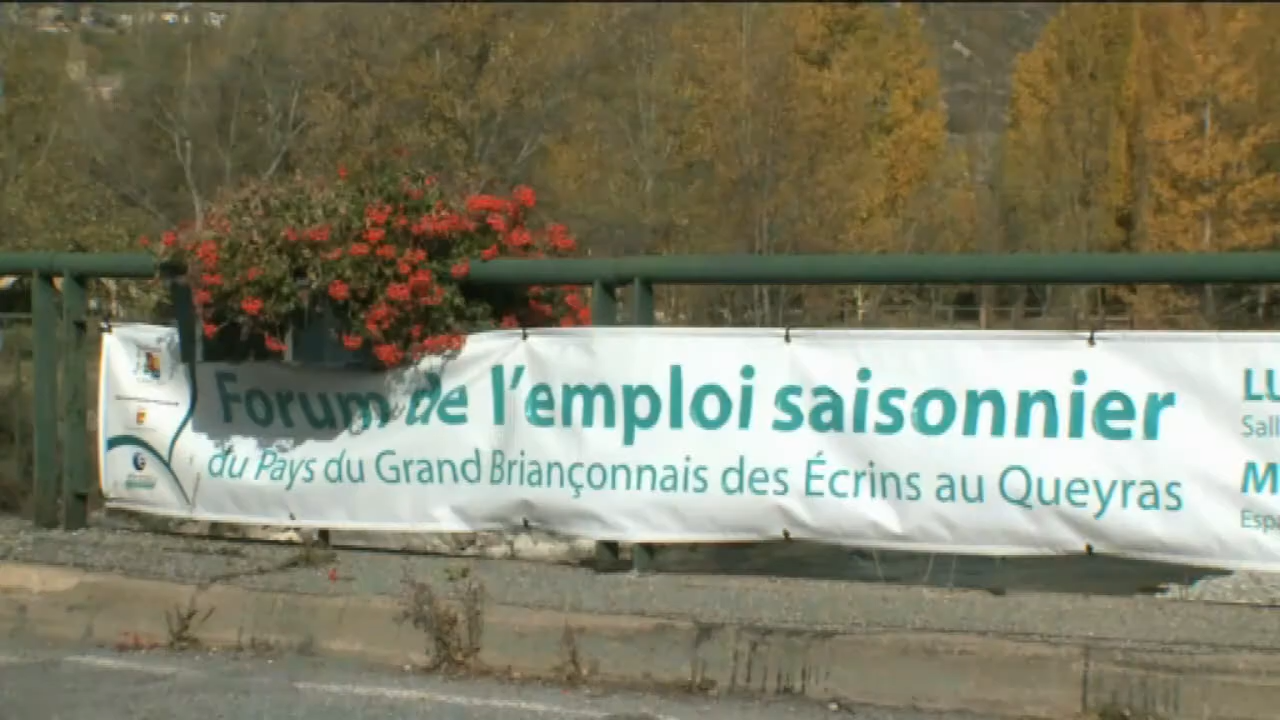 Forum de l'emploi saisonnier
du Pays du Grand Briançonnais des Écrins au Queyras